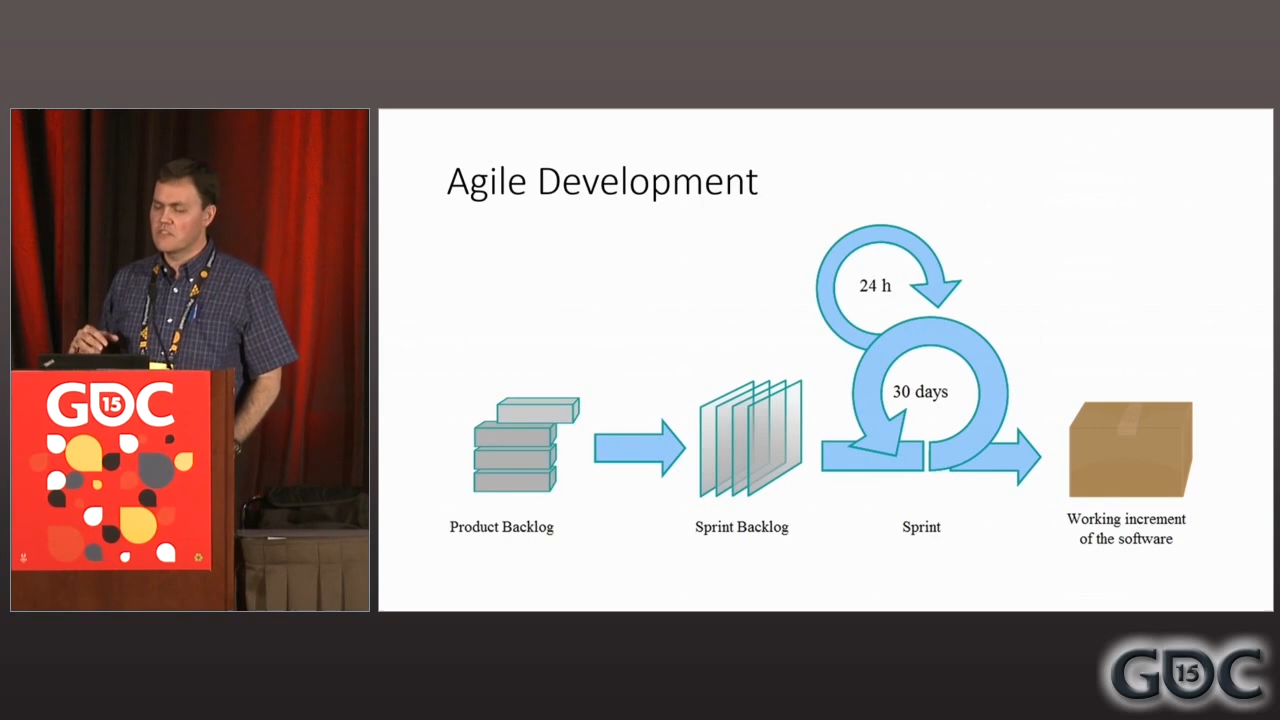 GDC
15
Agile Development
24 h
30 days
Product Backlog
Sprint Backlog
Sprint
Working increment
of the software
GDC
15